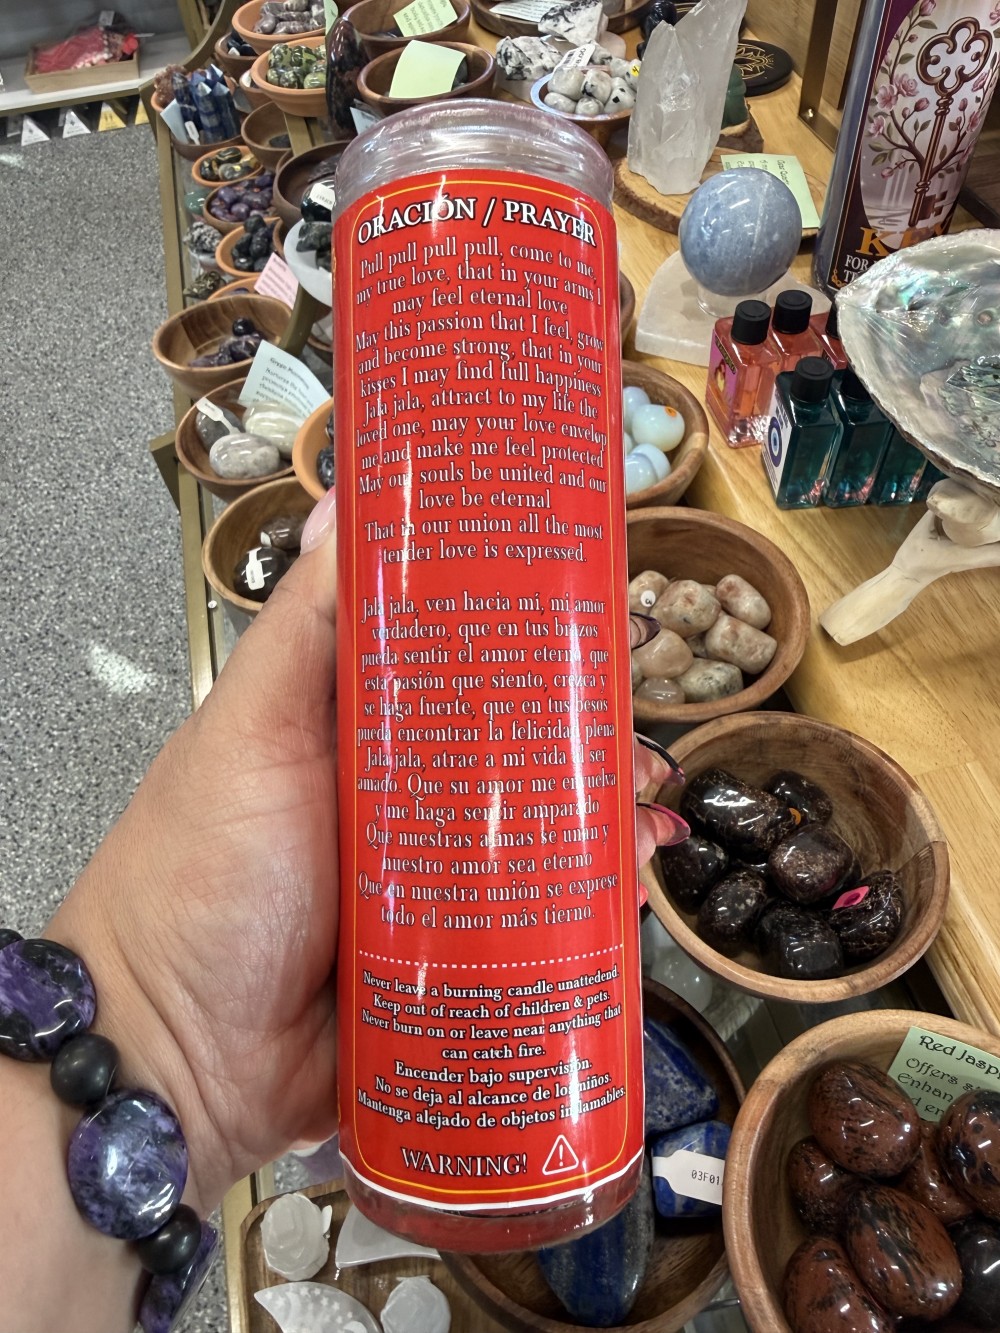 ORACIÓN / PRAYER
Pull pull pull pull, come to me,
my true love, that in your arms I
may feel eternal love
May this passion that I feel, grow
and become strong, that in your
kisses I may find full happiness
Jala jala, attract to my life the
loved one, may your love envelop
me and make me feel protected
May our souls be united and our
love be eternal
That in our union all the most
tender love is expressed.
Jala jala, ven hacia mí, mi amor
verdadero, que en tus brazos
pueda sentir el amor eterno, que
esta pasión que siento, crezca y
se haga fuerte, que en tus besos
pueda encontrar la felicidad plena
Jala jala, atrae a mi vida al ser
amado. Que su amor me envuelva
y me haga sentir amparado
Que nuestras almas se unan y
nuestro amor sea eterno
Que en nuestra unión se exprese
todo el amor más tierno.
Never leave a burning candle unattended.
Keep out of reach of children & pets.
Never burn on or leave near anything that
can catch fire.
Encender bajo supervisión.
No se deja al alcance de los niños.
Mantenga alejado de objetos inflamables.
WARNING!
Red Jasp
Offers
Enhan
03F01
FOR